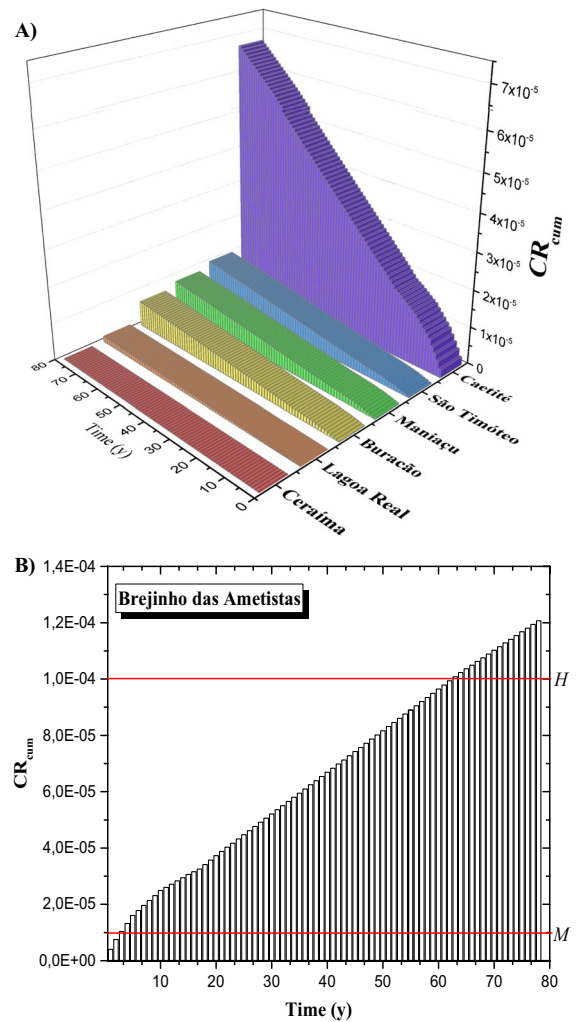 A)
7x10⁻⁵
6x10⁻⁵
5x10⁻⁵
4x10⁻⁵
3x10⁻⁵
2x10⁻⁵
1x10⁻⁵
0
CRcum
80
70
60
50
40
30
20
10
0
Time (y)
Caetité
São Timóteo
Maniaçu
Buracão
Lagoa Real
Ceraíma
B)
1,4E-04
1,2E-04
1,0E-04
8,0E-05
6,0E-05
4,0E-05
2,0E-05
0,0E+00
CRcum
Brejinho das Ametistas
H
M
10 20 30 40 50 60 70 80
Time (y)